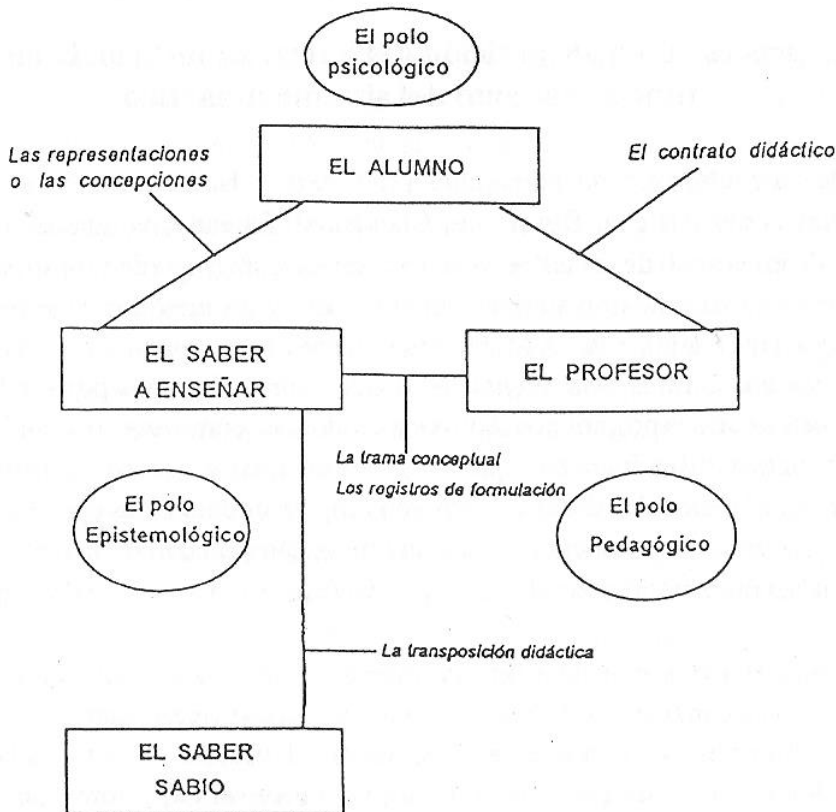 El polo
psicológico
Las representaciones
o las concepciones
EL ALUMNO
El contrato didáctico
EL SABER
A ENSEÑAR
EL PROFESOR
La trama conceptual
Los registros de formulación
El polo
Epistemológico
El polo
Pedagógico
La transposición didáctica
EL SABER
SABIO